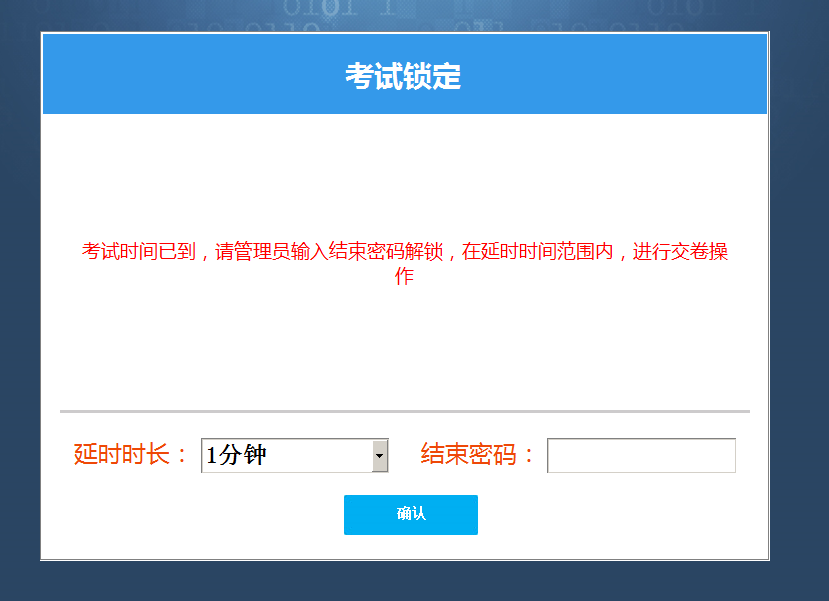 考试锁定
考试时间已到，请管理员输入结束密码解锁，在延时时间范围内，进行交卷操
作
延时时长： 1分钟 结束密码：
确认